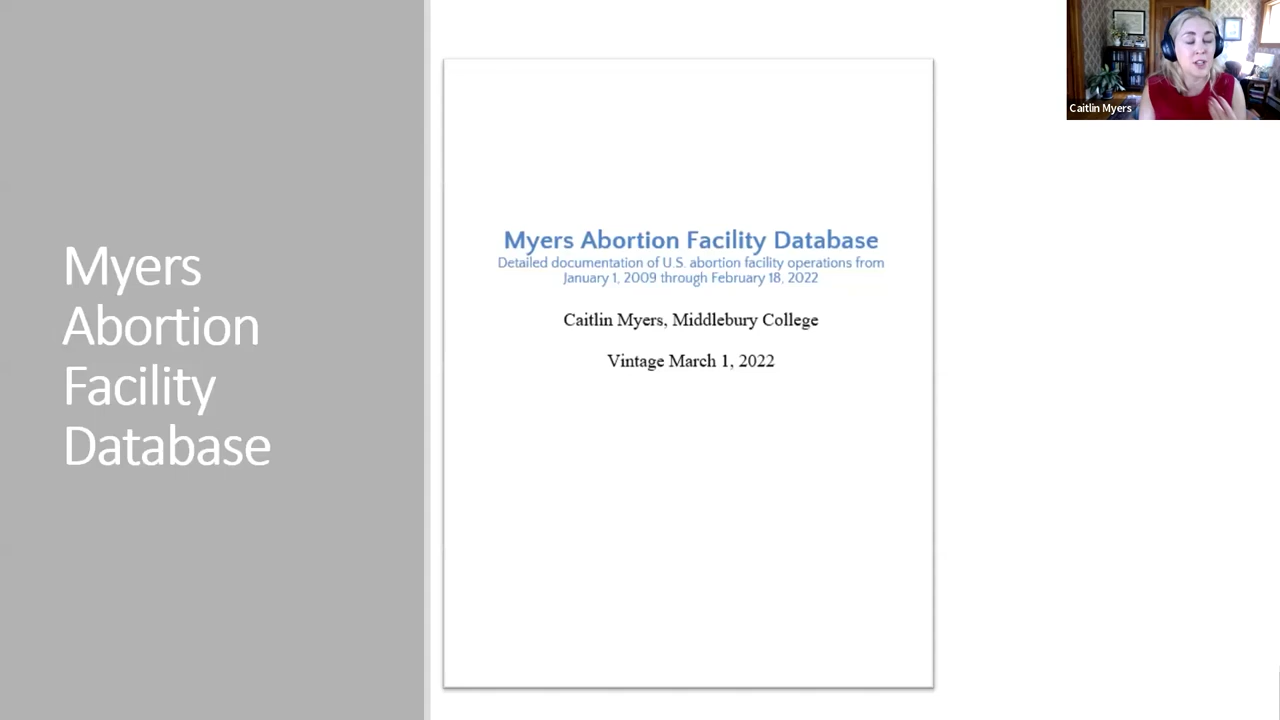 Myers
Abortion
Facility
Database
Myers Abortion Facility Database
Detailed documentation of U.S. abortion facility operations from
January 1, 2009 through February 18, 2022
Caitlin Myers, Middlebury College
Vintage March 1, 2022
Caitlin Myers